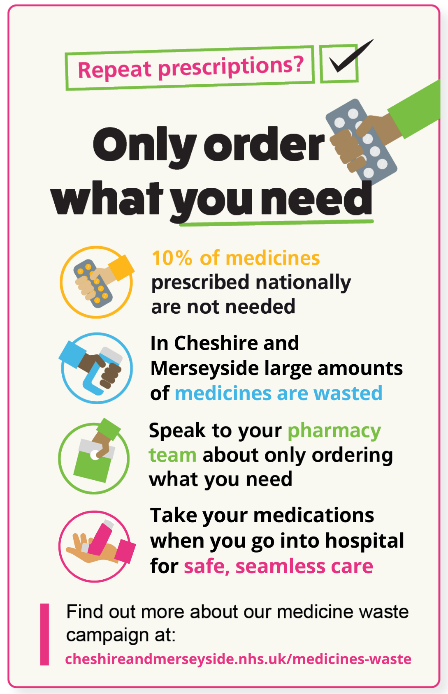 Repeat prescriptions?
Only order
what you need
10% of medicines
prescribed nationally
are not needed
In Cheshire and
Merseyside large amounts
of medicines are wasted
Speak to your pharmacy
team about only ordering
what you need
Take your medications
when you go into hospital
for safe, seamless care
Find out more about our medicine waste
campaign at:
cheshireandmerseyside.nhs.uk/medicines-waste